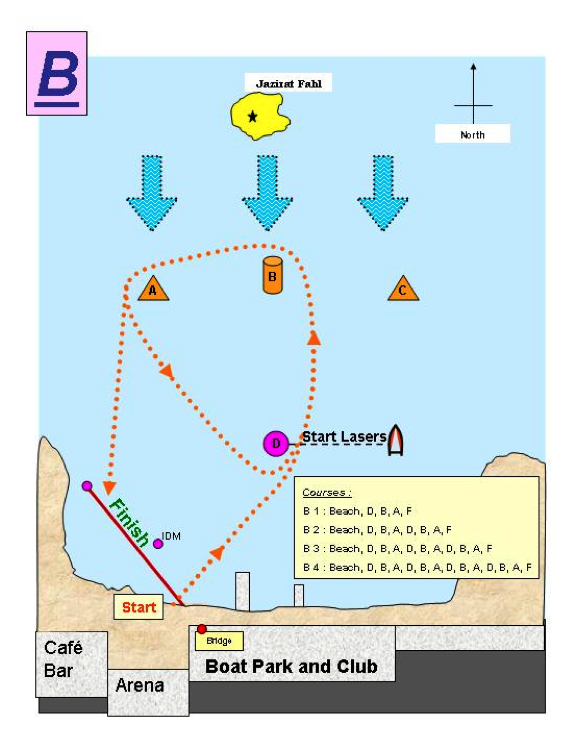 B
Jazirat Fahl
North
A
B
C
D
Start Lasers
Finish
IDM
Courses :
B 1 : Beach, D, B, A, F
B 2 : Beach, D, B, A, D, B, A, F
B 3 : Beach, D, B, A, D, B, A, D, B, A, F
B 4 : Beach, D, B, A, D, B, A, D, B, A, D, B, A, F
Start
Bridge
Café
Bar
Arena
Boat Park and Club